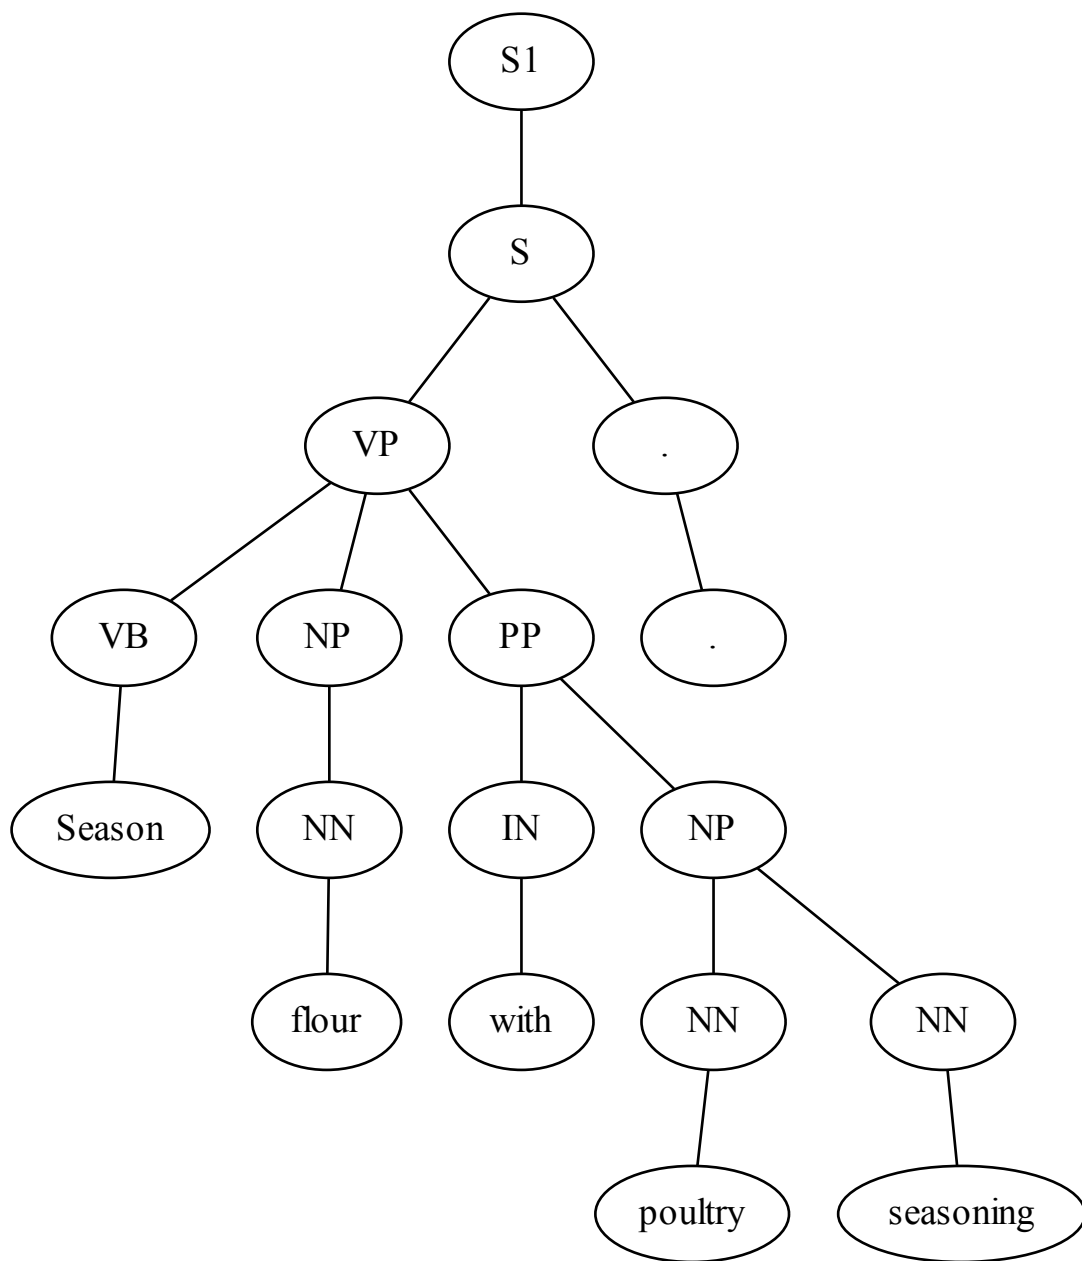 S1
S
VP .
VB NP PP .
Season NN IN NP
flour with NN NN
poultry seasoning